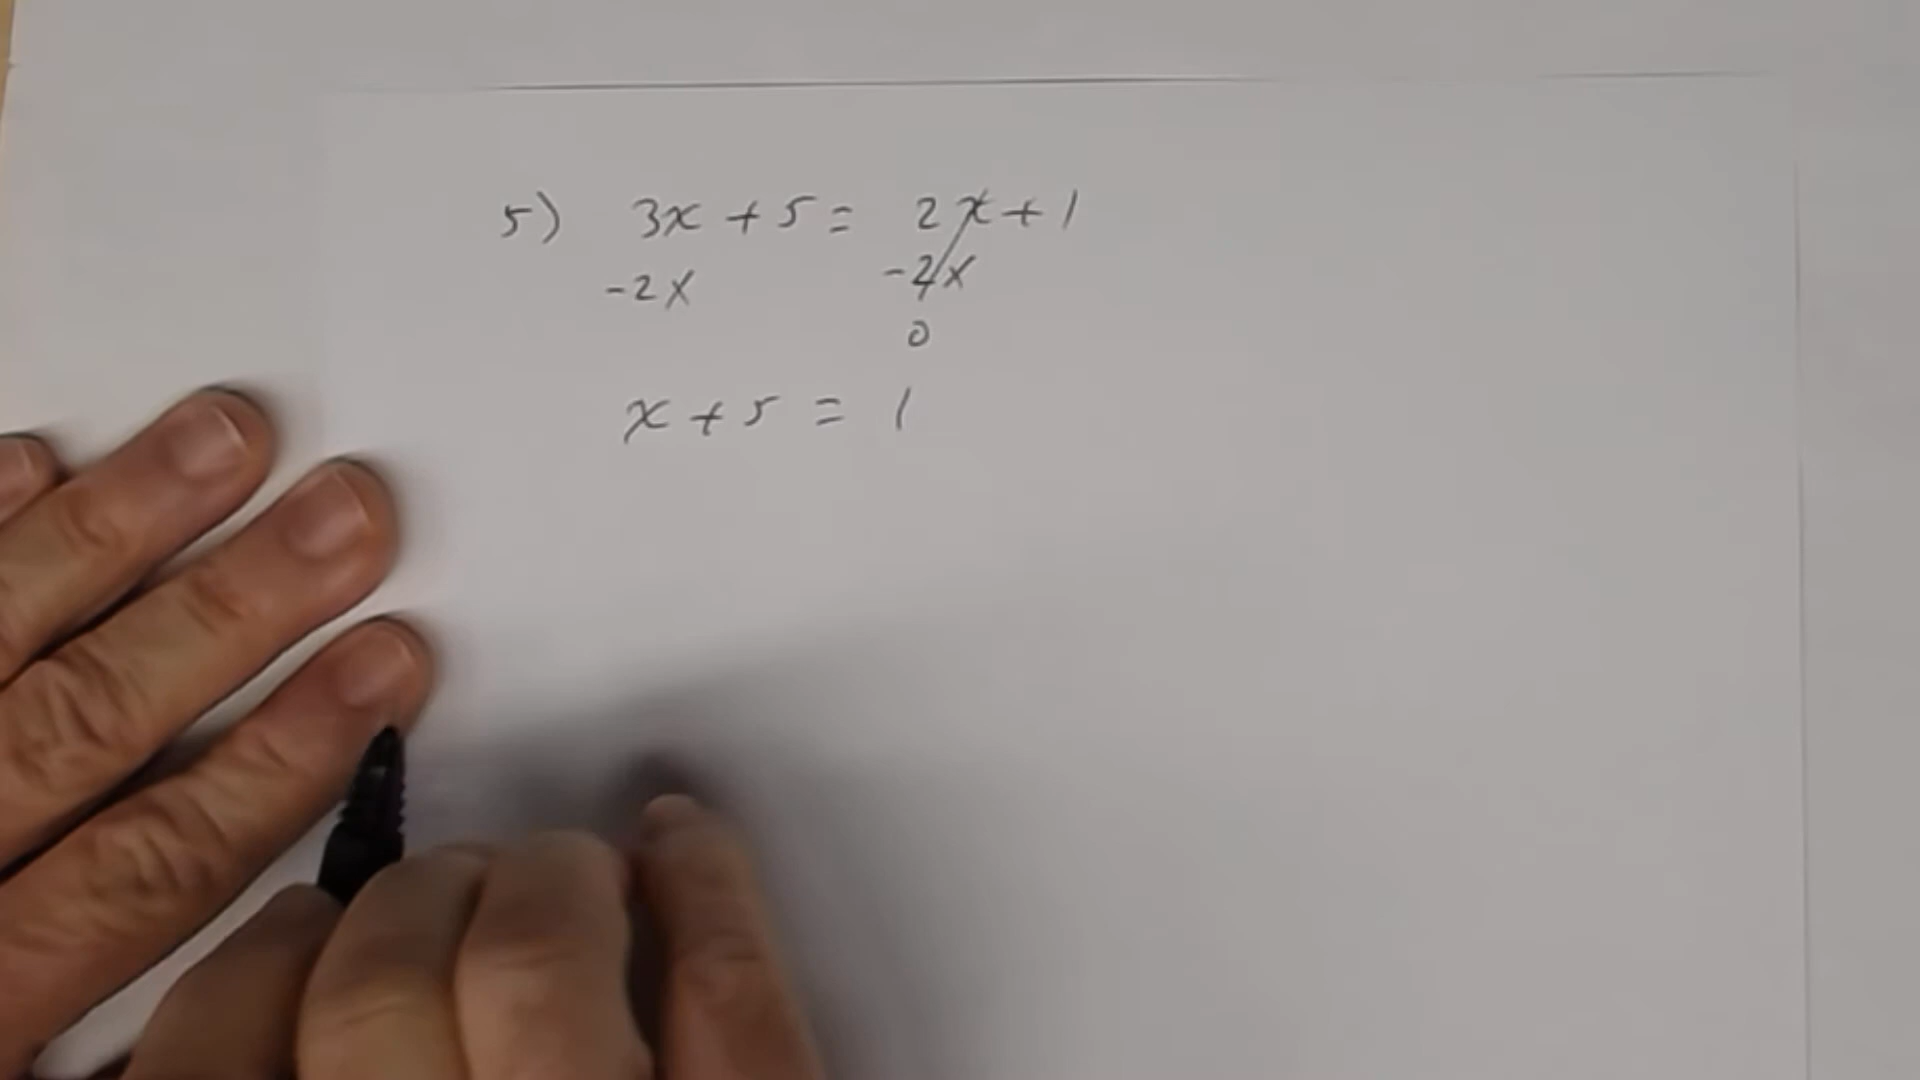 5) 3x + 5 = 2x + 1
-2x -2x
0
x + 5 = 1